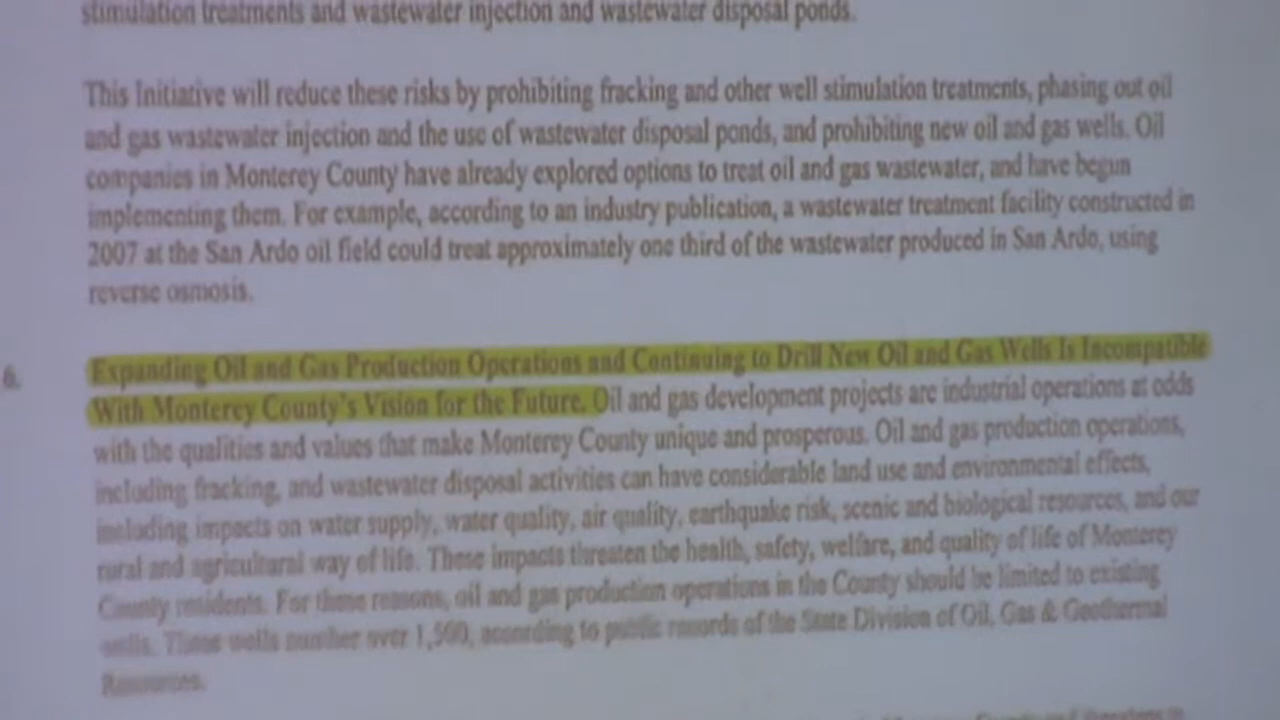 stimulation treatments and wastewater injection and wastewater disposal ponds.
This Initiative will reduce these risks by prohibiting fracking and other well stimulation treatments, phasing out oil
and gas wastewater injection and the use of wastewater disposal ponds, and prohibiting new oil and gas wells. Oil
companies in Monterey County have already explored options to treat oil and gas wastewater, and have begun
implementing them. For example, according to an industry publication, a wastewater treatment facility constructed in
2007 at the San Ardo oil field could treat approximately one third of the wastewater produced in San Ardo, using
reverse osmosis.
6. Expanding Oil and Gas Production Operations and Continuing to Drill New Oil and Gas Wells Is Incompatible
With Monterey County's Vision for the Future. Oil and gas development projects are industrial operations at odds
with the qualities and values that make Monterey County unique and prosperous. Oil and gas production operations,
including fracking, and wastewater disposal activities can have considerable land use and environmental effects,
including impacts on water supply, water quality, air quality, earthquake risk, scenic and biological resources, and our
rural and agricultural way of life. These impacts threaten the health, safety, welfare, and quality of life of Monterey
County residents. For these reasons, oil and gas production operations in the County should be limited to existing
wells. These wells number over 1,500, according to public records of the State Division of Oil, Gas & Geothermal
Resources.